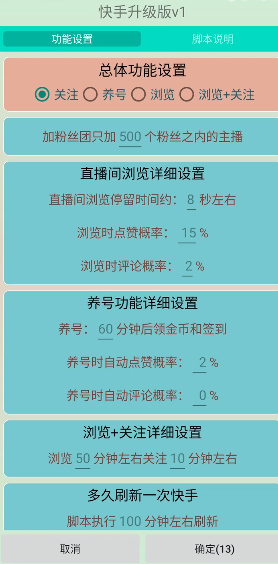 快手升级版v1
功能设置 脚本说明
总体功能设置
关注 养号 浏览 浏览+关注
加粉丝团只加 500 个粉丝之内的主播
直播间浏览详细设置
直播间浏览停留时间约： 8 秒左右
浏览时点赞概率： 15 %
浏览时评论概率： 2 %
养号功能详细设置
养号： 60 分钟后领金币和签到
养号时自动点赞概率： 2 %
养号时自动评论概率： 0 %
浏览+关注详细设置
浏览 50 分钟左右关注 10 分钟左右
多久刷新一次快手
脚本执行 100 分钟左右刷新
取消 确定(13)